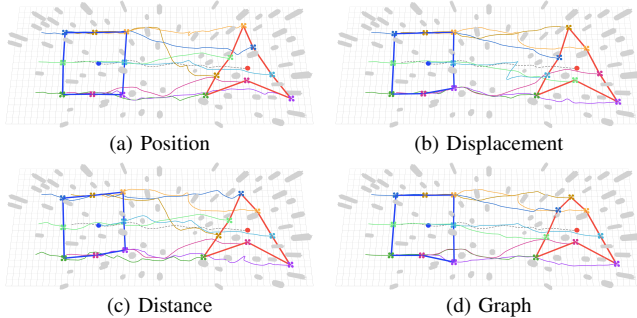 (a) Position
(b) Displacement
(c) Distance
(d) Graph